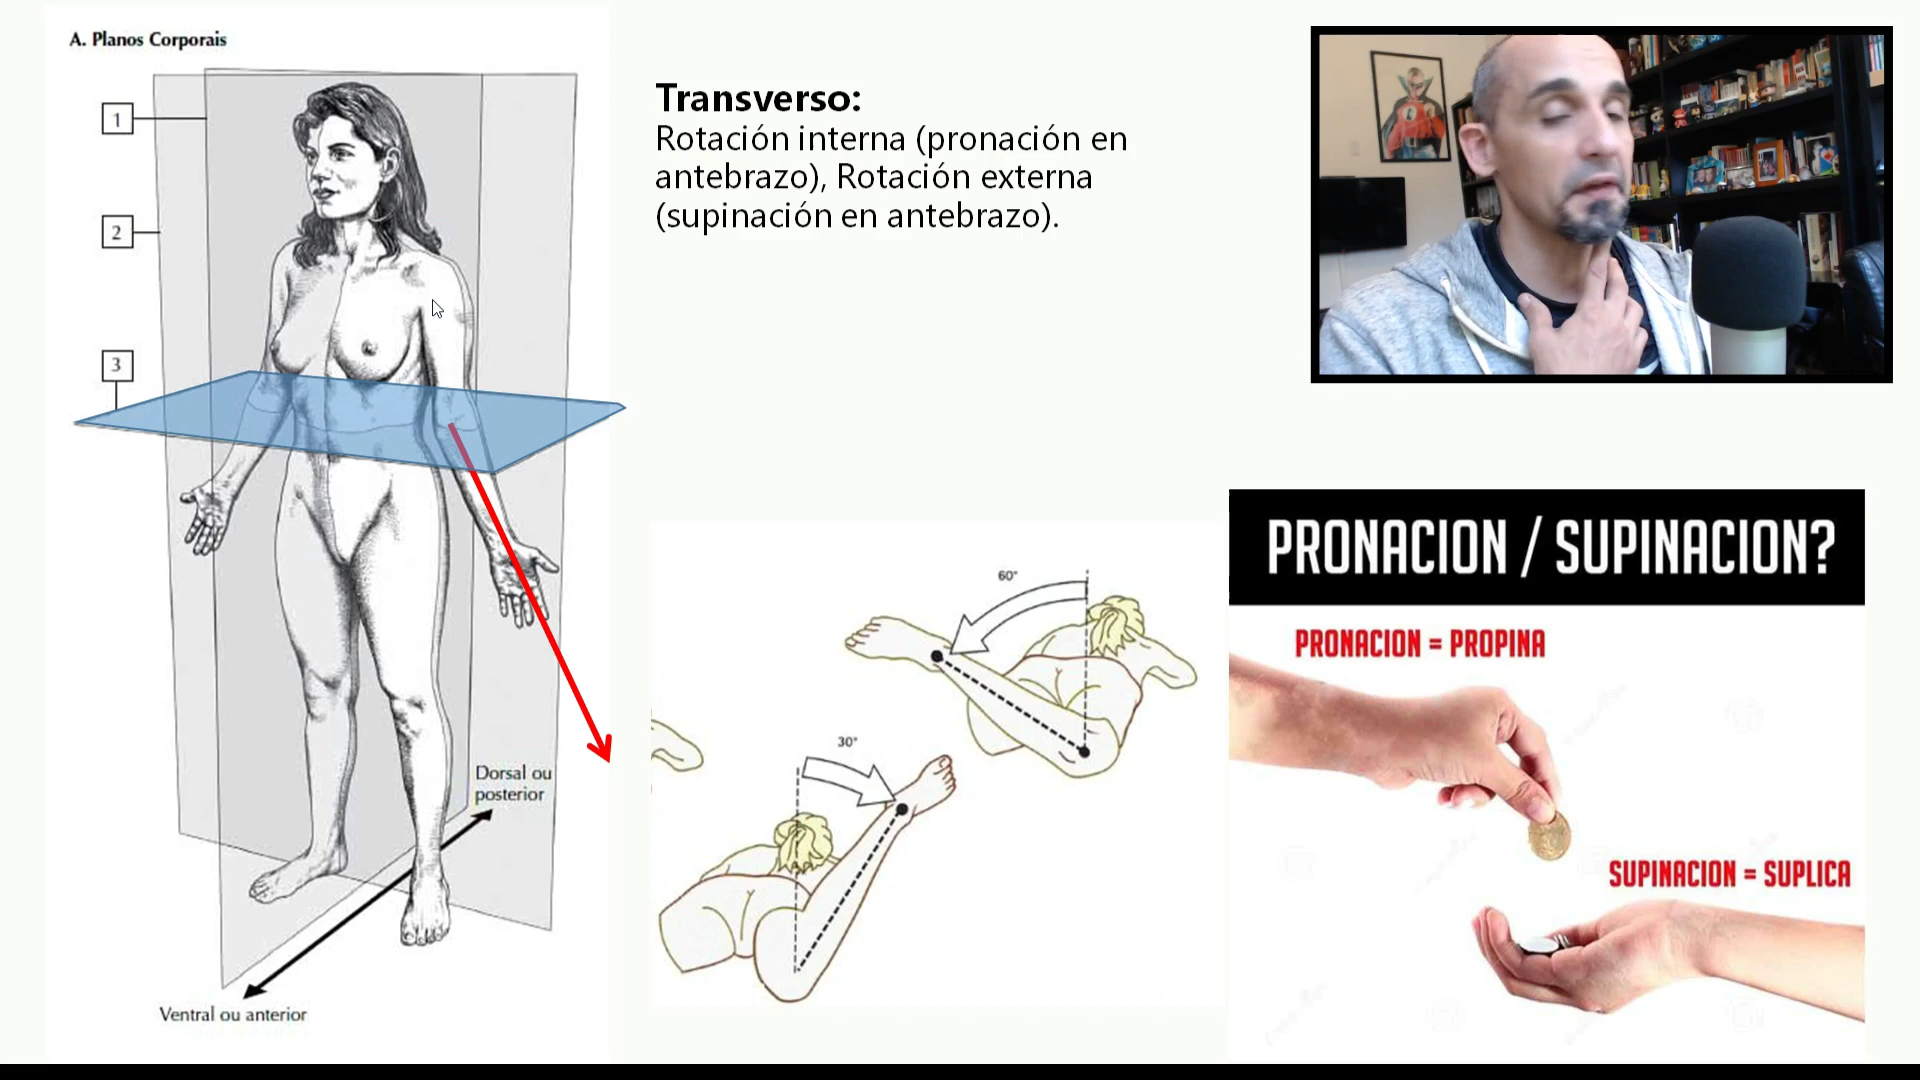 A. Planos Corporais
1
2
3
Dorsal ou
posterior
Ventral ou anterior
Transverso:
Rotación interna (pronación en
antebrazo), Rotación externa
(supinación en antebrazo).
60°
30°
PRONACION / SUPINACION?
PRONACION = PROPINA
SUPINACION = SUPLICA